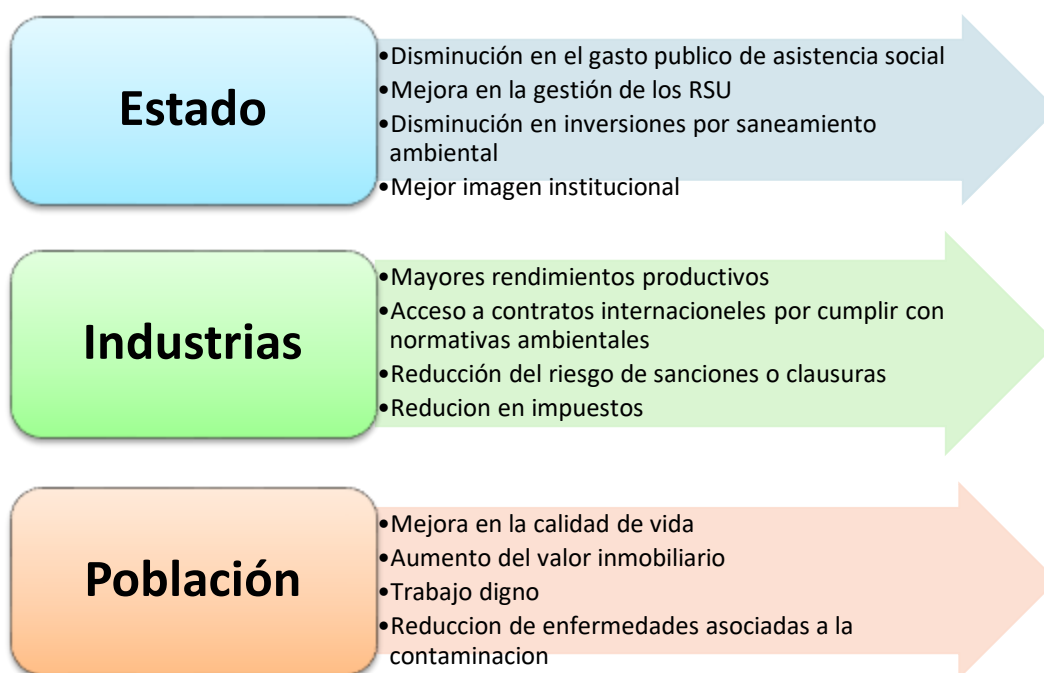 Estado
•Disminución en el gasto publico de asistencia social
•Mejora en la gestión de los RSU
•Disminución en inversiones por saneamiento
ambiental
•Mejor imagen institucional
Industrias
•Mayores rendimientos productivos
•Acceso a contratos internacioneles por cumplir con
normativas ambientales
•Reducción del riesgo de sanciones o clausuras
•Reducion en impuestos
Población
•Mejora en la calidad de vida
•Aumento del valor inmobiliario
•Trabajo digno
•Reduccion de enfermedades asociadas a la
contaminacion